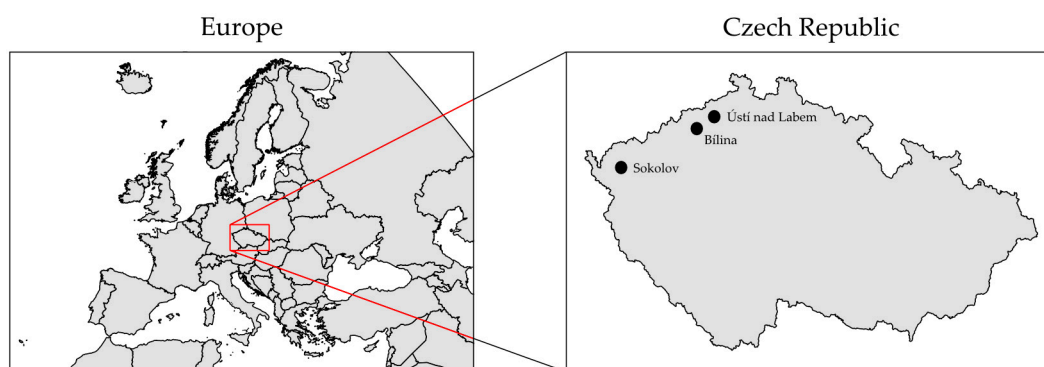 Europe
Czech Republic
Ústí nad Labem
Bílina
Sokolov